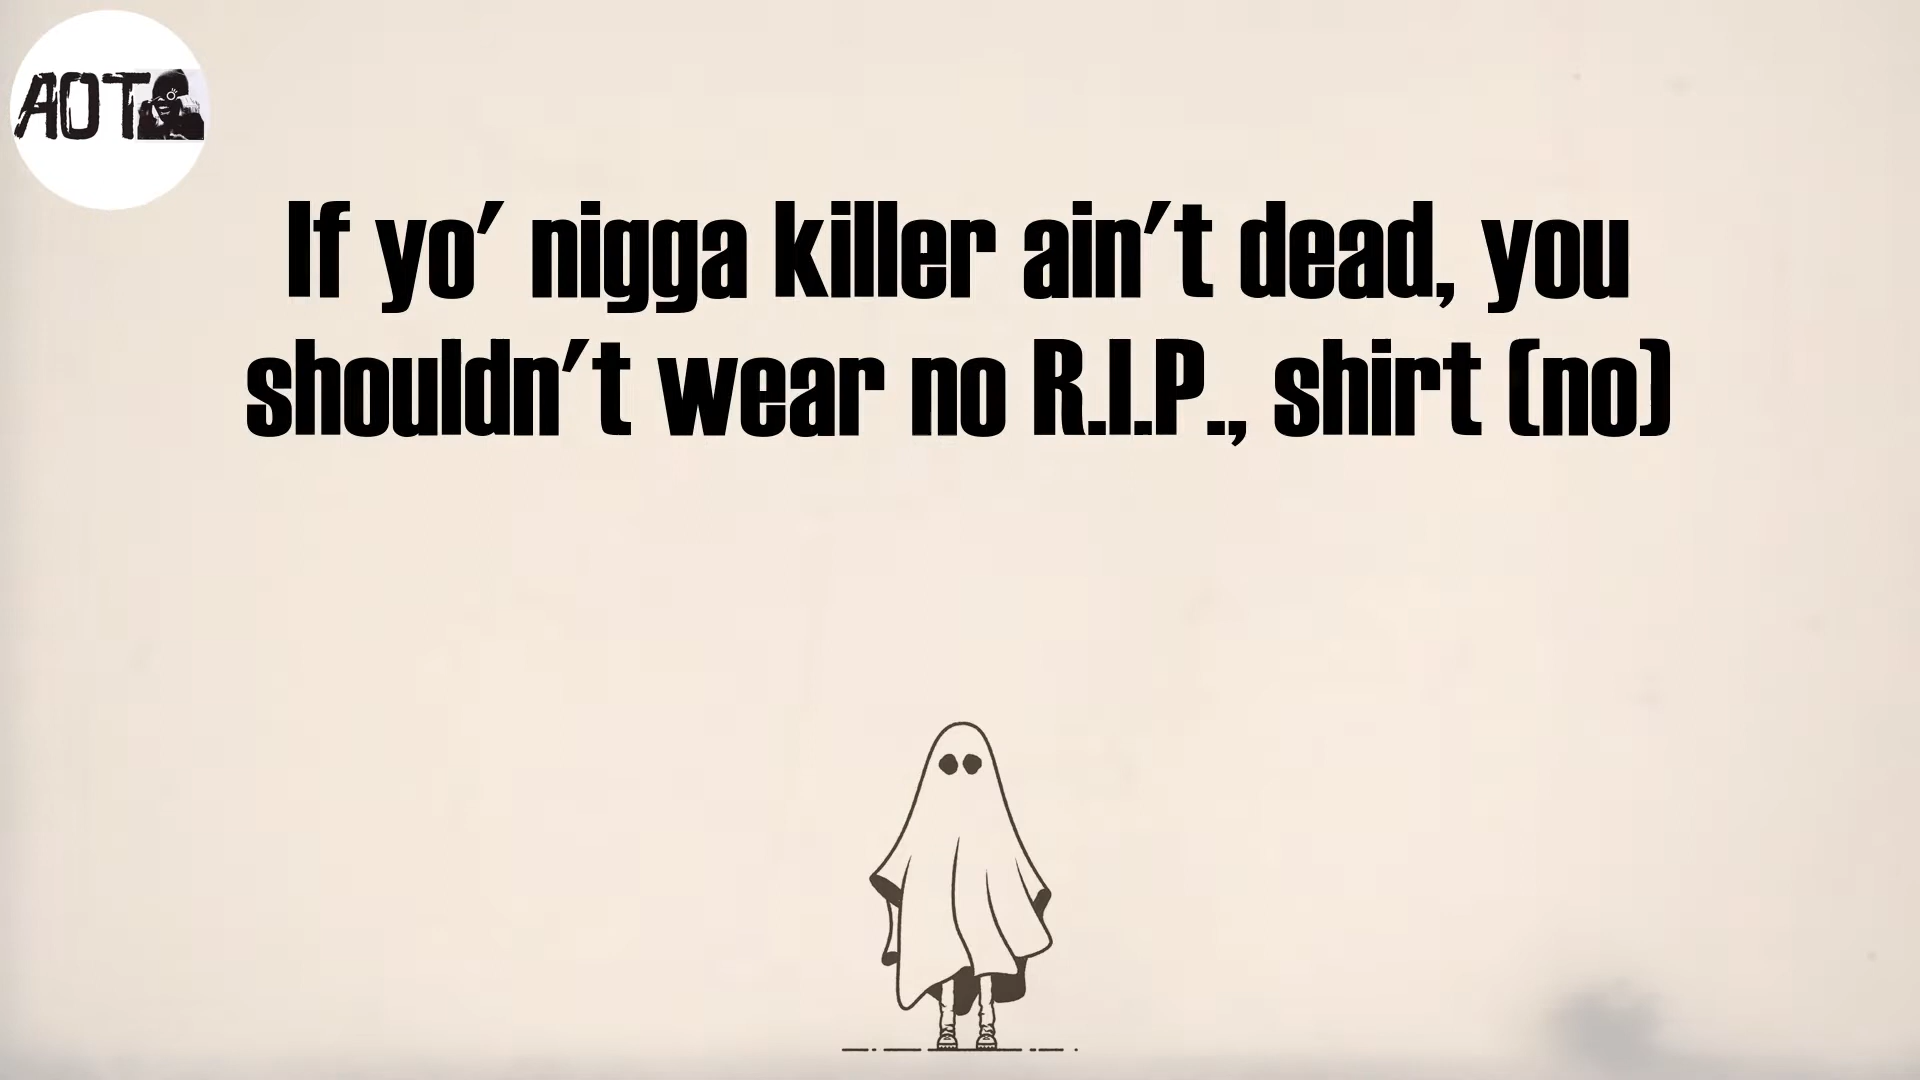 AOT
If yo' nigga killer ain't dead, you
shouldn't wear no R.I.P., shirt (no)